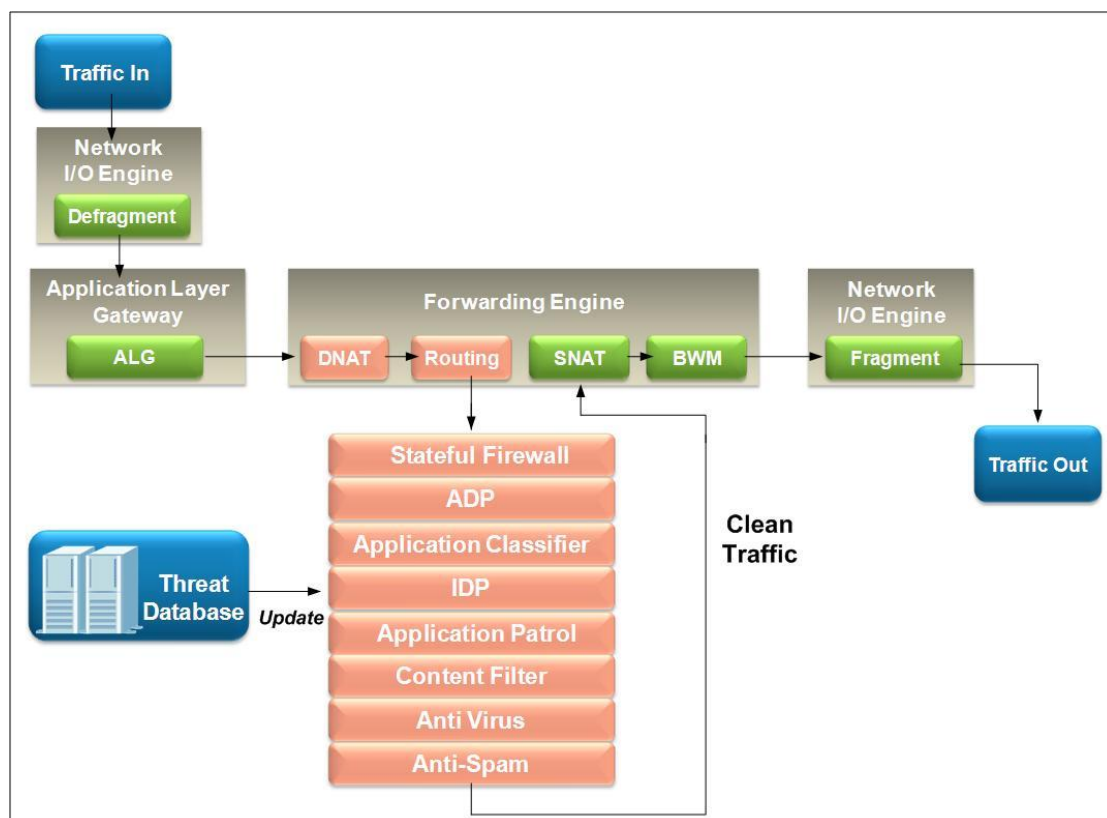 Traffic In
Network
I/O Engine
Defragment
Application Layer
Gateway
ALG
Forwarding Engine
DNAT
Routing
SNAT
BWM
Network
I/O Engine
Fragment
Traffic Out
Stateful Firewall
ADP
Application Classifier
IDP
Application Patrol
Content Filter
Anti Virus
Anti-Spam
Threat
Database
Update
Clean
Traffic